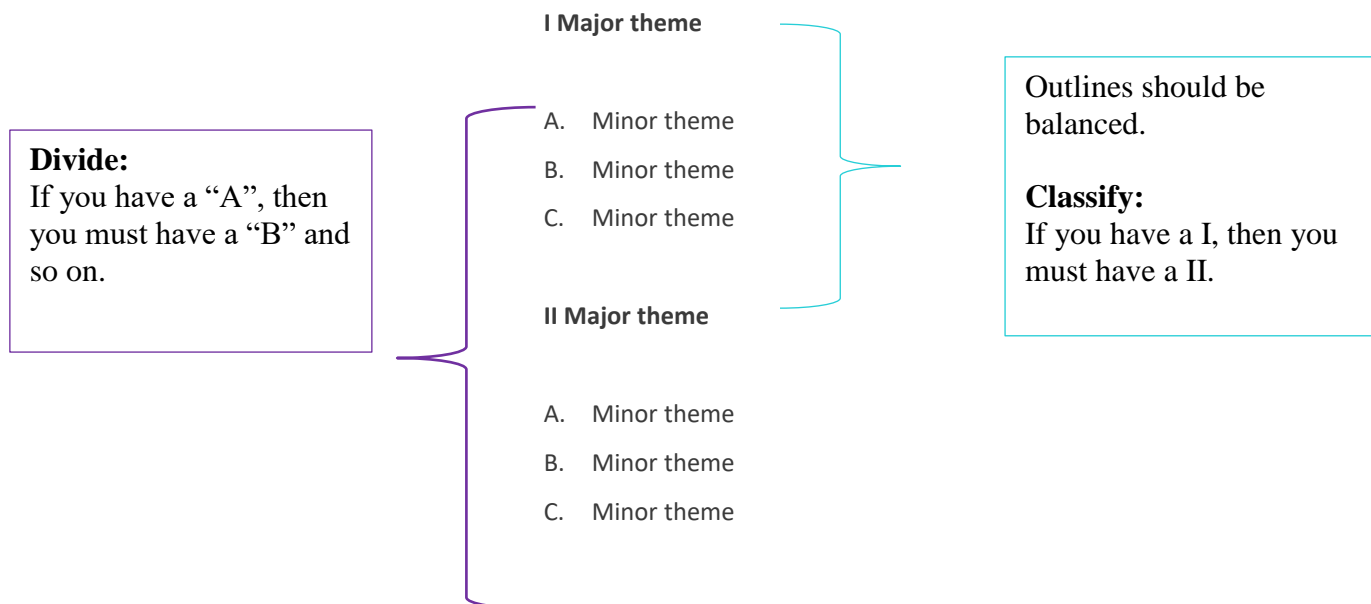 I Major theme
A. Minor theme
B. Minor theme
C. Minor theme
II Major theme
A. Minor theme
B. Minor theme
C. Minor theme
Divide:
If you have a “A”, then
you must have a “B” and
so on.
Outlines should be
balanced.
Classify:
If you have a I, then you
must have a II.